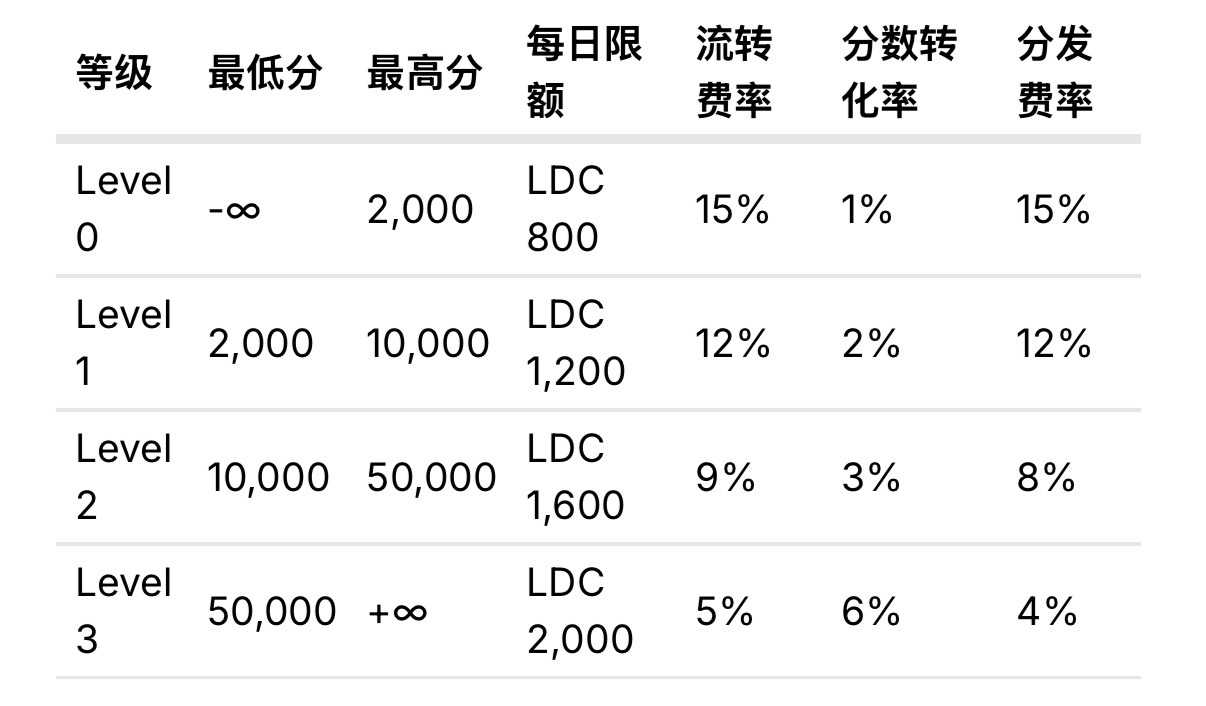 等级 最低分 最高分 每日限额 流转费率 分数转化率 分发费率
Level 0 -∞ 2,000 LDC 800 15% 1% 15%
Level 1 2,000 10,000 LDC 1,200 12% 2% 12%
Level 2 10,000 50,000 LDC 1,600 9% 3% 8%
Level 3 50,000 +∞ LDC 2,000 5% 6% 4%